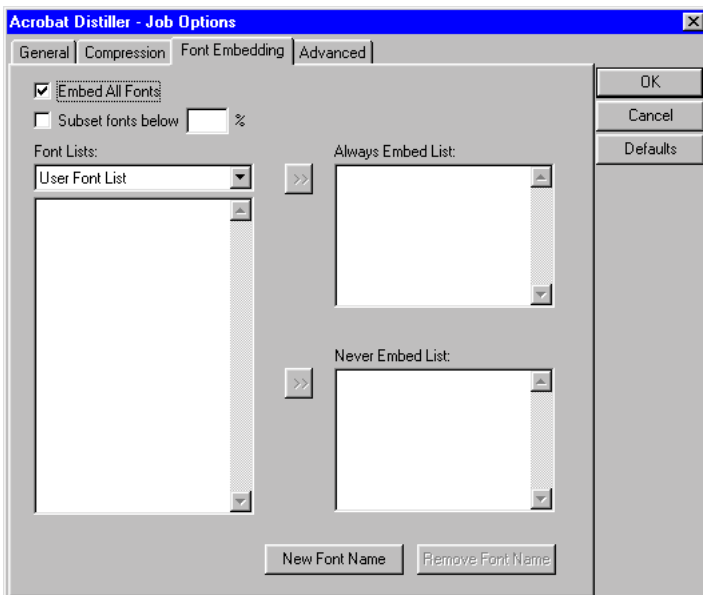 Acrobat Distiller - Job Options
General Compression Font Embedding Advanced
Embed All Fonts
Subset fonts below %
Font Lists:
User Font List
>>
Always Embed List:
>>
Never Embed List:
New Font Name Remove Font Name
OK
Cancel
Defaults